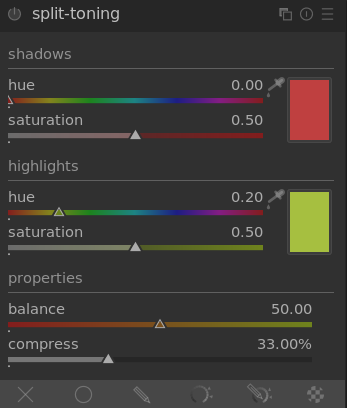 split-toning
shadows
hue 0.00
saturation 0.50
highlights
hue 0.20
saturation 0.50
properties
balance 50.00
compress 33.00%